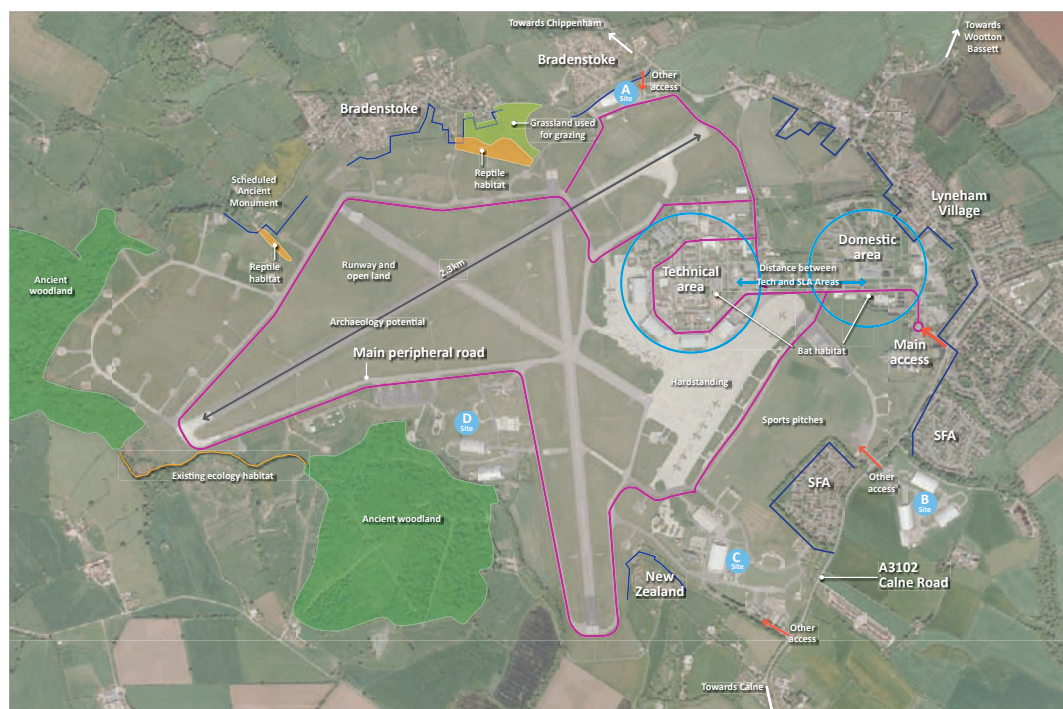 Towards Chippenham
Towards
Wootton
Bassett
Bradenstoke
Other
access
A
Site
Bradenstoke
Grassland used
for grazing
Reptile
habitat
Scheduled
Ancient
Monument
Lyneham
Village
Domestic
area
Reptile
habitat
Ancient
woodland
Runway and
open land
2.3km
Technical
area
Distance between
Tech and SLA Areas
Archaeology potential
Main peripheral road
Bat habitat
Main
access
Hardstanding
D
Site
Sports pitches
SFA
Existing ecology habitat
Other
access
SFA
B
Site
Ancient woodland
C
Site
New
Zealand
A3102
Calne Road
Other
access
Towards Calne